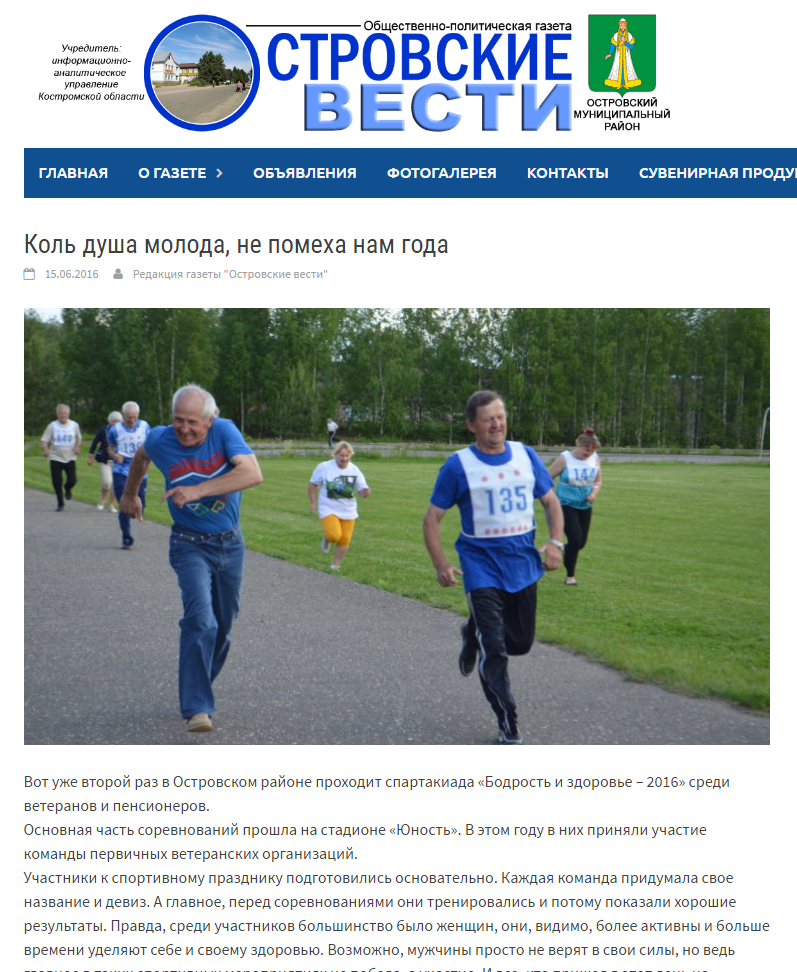 Учредитель:
информационно-
аналитическое
управление
Костромской области
Общественно-политическая газета
ОСТРОВСКИЕ
ВЕСТИ
ОСТРОВСКИЙ
МУНИЦИПАЛЬНЫЙ
РАЙОН
ГЛАВНАЯ О ГАЗЕТЕ ОБЪЯВЛЕНИЯ ФОТОГАЛЕРЕЯ КОНТАКТЫ СУВЕНИРНАЯ
Коль душа молода, не помеха нам года
15.06.2016 Редакция газеты "Островские вести"
135
Вот уже второй раз в Островском районе проходит спартакиада «Бодрость и здоровье – 2016» среди
ветеранов и пенсионеров.
Основная часть соревнований прошла на стадионе «Юность». В этом году в них приняли участие
команды первичных ветеранских организаций.
Участники к спортивному празднику подготовились основательно. Каждая команда придумала свое
название и девиз. А главное, перед соревнованиями они тренировались и потому показали хорошие
результаты. Правда, среди участников большинство было женщин, они, видимо, более активны и больше
времени уделяют себе и своему здоровью. Возможно, мужчины просто не верят в свои силы, но ведь